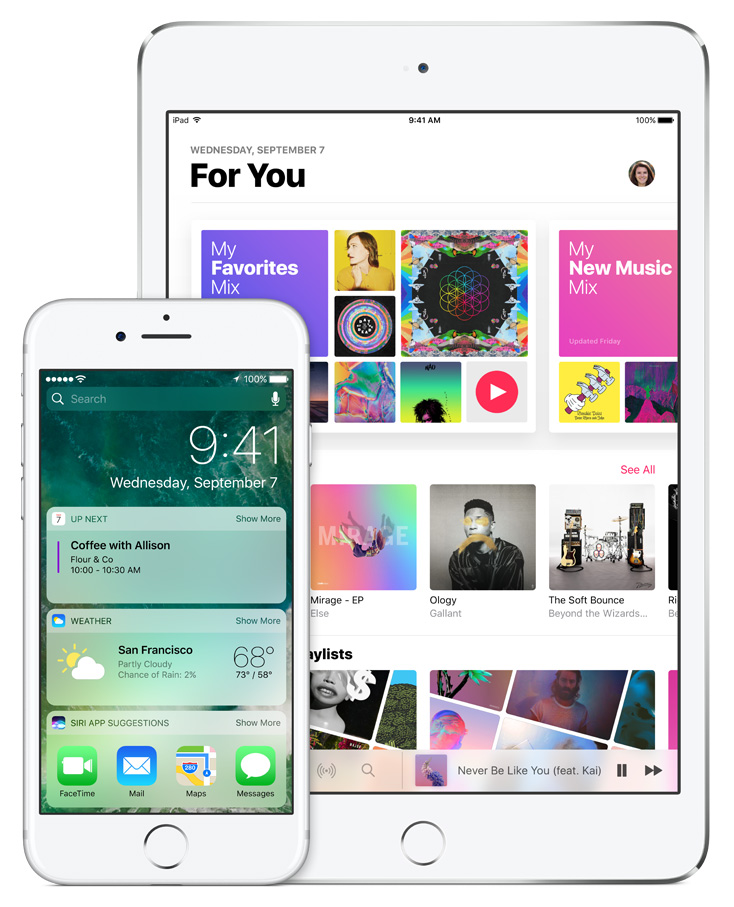 iPad
9:41 AM
100%
WEDNESDAY, SEPTEMBER 7
For You
My
Favorites
Mix
My
New Music
Mix
Updated Friday
See All
MIRAGE
Mirage - EP
Else
Ology
Gallant
The Soft Bounce
Beyond the Wizards...
Ri
Be
aylists
Never Be Like You (feat. Kai)
100%
Search
9:41
Wednesday, September 7
7
UP NEXT
Show More
Coffee with Allison
Flour & Co
10:00 - 10:30 AM
WEATHER
Show More
San Francisco
Partly Cloudy
Chance of Rain: 2%
68°
73° / 58°
SIRI APP SUGGESTIONS
Show More
280
FaceTime
Mail
Maps
Messages